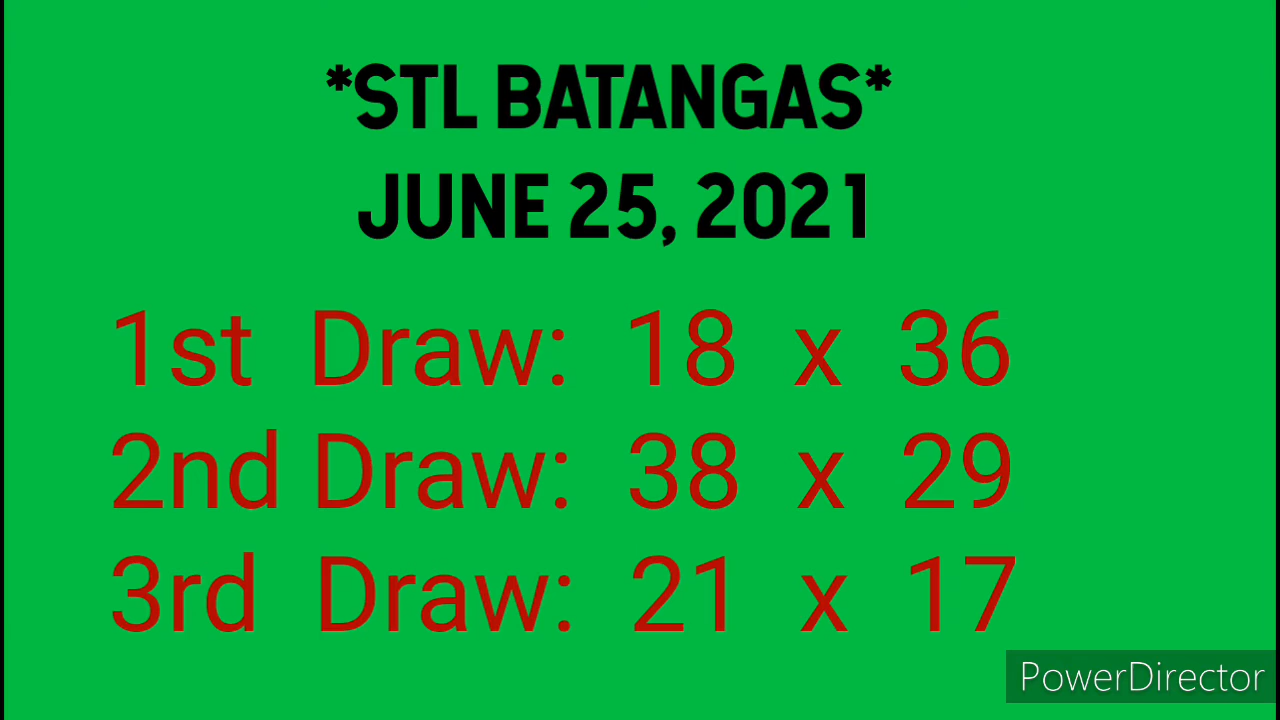 *STL BATANGAS*
JUNE 25, 2021
1st Draw: 18 x 36
2nd Draw: 38 x 29
3rd Draw: 21 x 17
PowerDirector